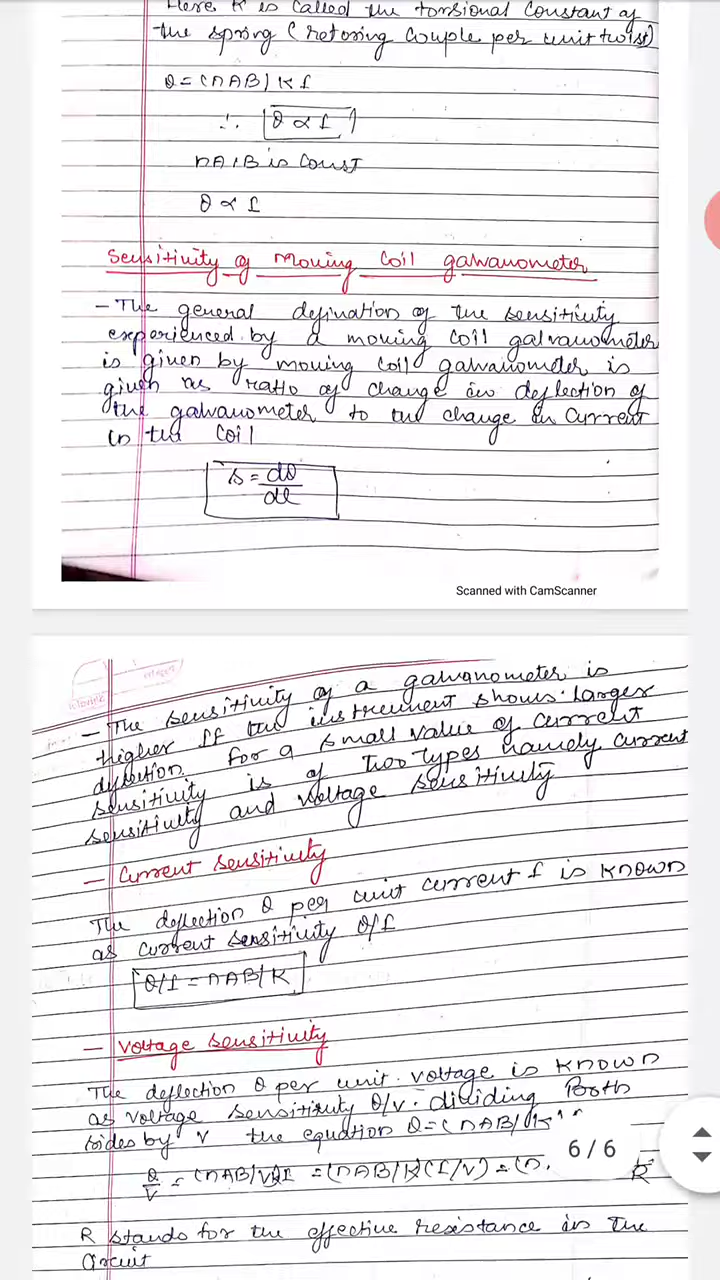 Here K is called the torsional constant of
the spring (retoring couple per unit twist)
θ = (nAB) K I
∴ θ ∝ I
nA1B is Const
θ ∝ I
Sensitivity of Moving Coil galvanometer
- The general defination of the sensitivity
experienced by a moving coil galvanometer
is given by moving coil galvanometer is
given as ratio of change in deflection of
the galvanometer to the change in current
in the coil
S = dθ
dI
Scanned with CamScanner
- The sensitivity of a galvanometer is
higher If the instrument shows larger
deflection for a small value of current
sensitivity is of two types namely current
sensitivity and voltage sensitivity
- Current sensitivity
The deflection θ per unit current I is known
as current sensitivity θ/I
θ/I = nAB/K
- Voltage sensitivity
The deflection θ per unit voltage is known
as voltage sensitivity θ/v. dividing Both
sides by v the equation θ = (nAB/
6/6
θ/V = (nAB/V)I = (nAB/K)(I/V) = (n. R
R stands for the effective resistance in the
circuit